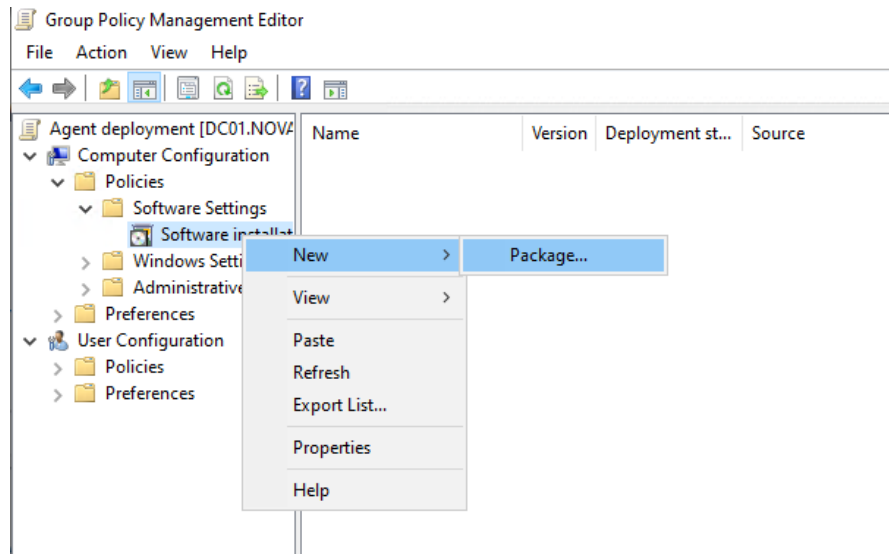 Group Policy Management Editor
File Action View Help
Agent deployment [DC01.NOVA
Name Version Deployment st... Source
Computer Configuration
Policies
Software Settings
Software installat
New > Package...
Windows Setti
View >
Administrative
Preferences
User Configuration
Paste
Policies
Refresh
Preferences
Export List...
Properties
Help